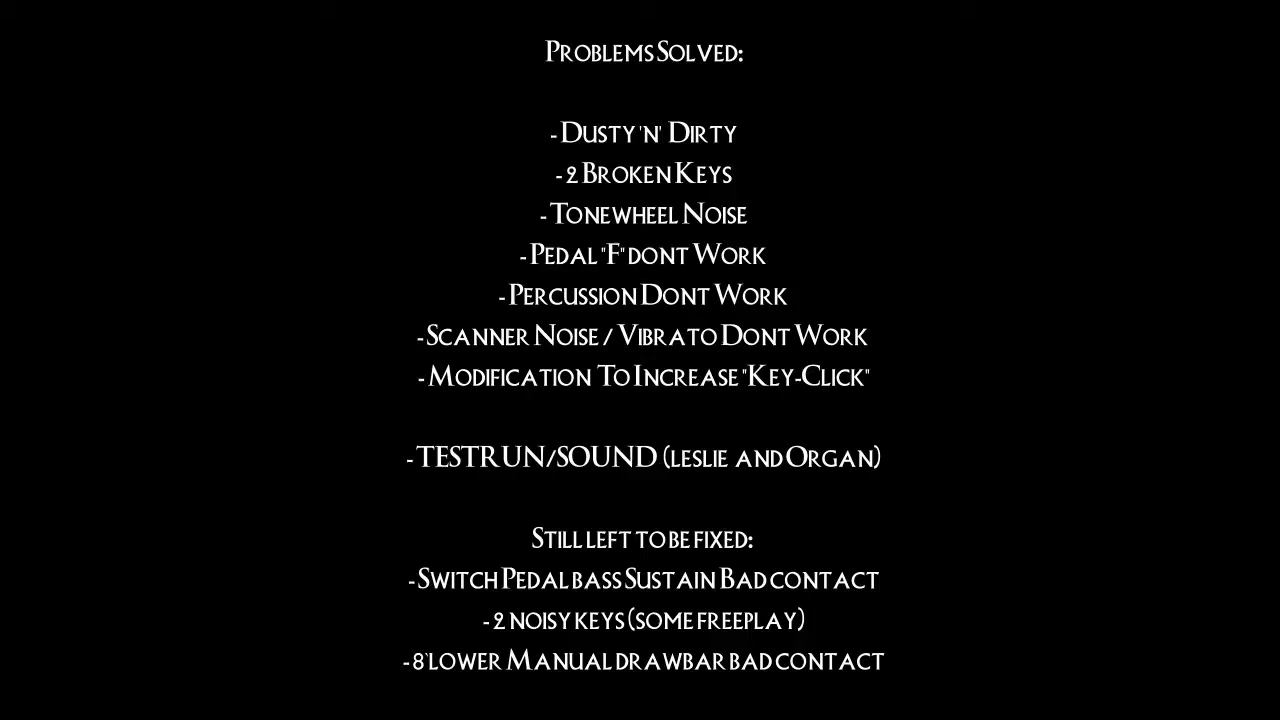 Problems Solved:
- Dusty 'n' Dirty
- 2 Broken Keys
- Tonewheel Noise
- Pedal "F" dont Work
- Percussion Dont Work
- Scanner Noise / Vibrato Dont Work
- Modification To Increase "Key-Click"
- TESTRUN/SOUND (leslie and Organ)
Still left to be fixed:
- Switch Pedal bass Sustain Bad contact
- 2 noisy keys (some freeplay)
- 8`lower Manual drawbar bad contact